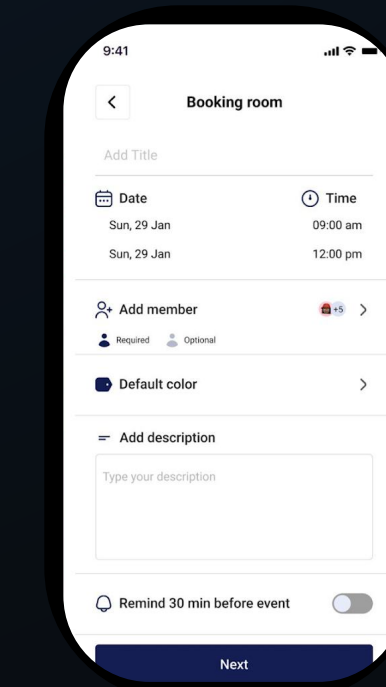 9:41
Booking room
Add Title
Date Time
Sun, 29 Jan 09:00 am
Sun, 29 Jan 12:00 pm
Add member +5
Required Optional
Default color
Add description
Type your description
Remind 30 min before event
Next